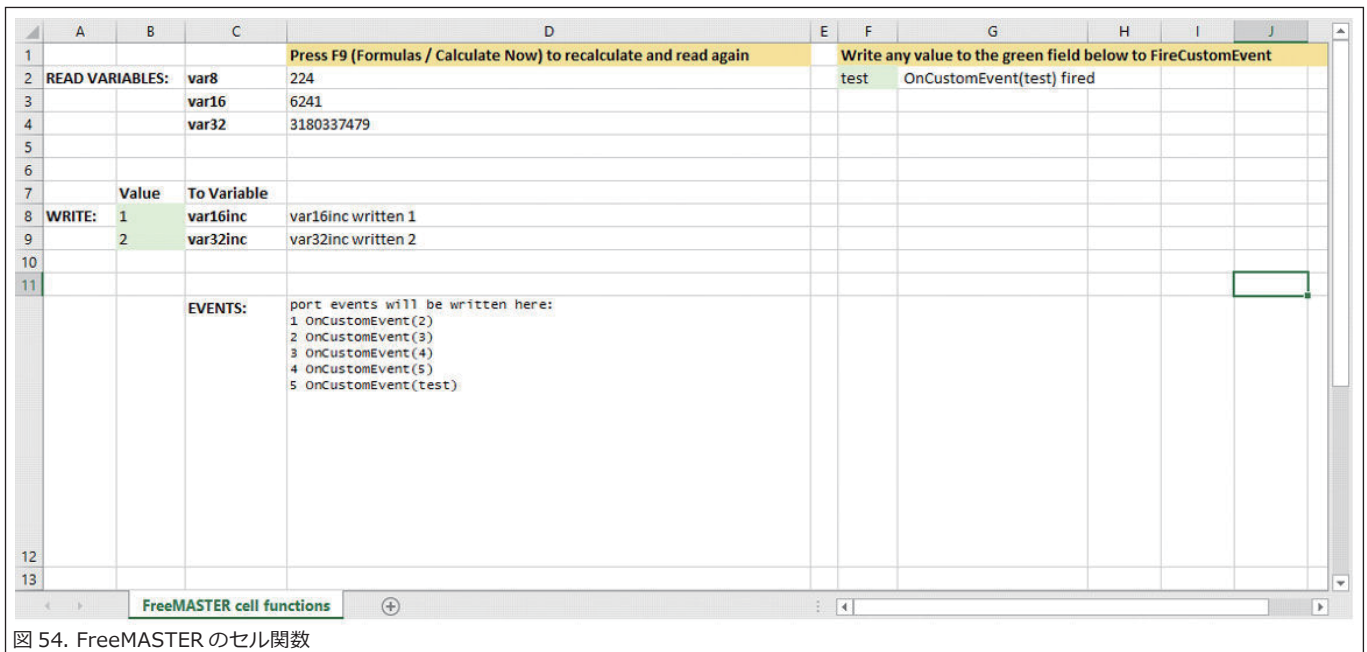 A B C D E F G H I J
1 Press F9 (Formulas / Calculate Now) to recalculate and read again Write any value to the green field below to FireCustomEvent
2 READ VARIABLES: var8 224 test OnCustomEvent(test) fired
3 var16 6241
4 var32 3180337479
5
6
7 Value To Variable
8 WRITE: 1 var16inc var16inc written 1
9 2 var32inc var32inc written 2
10
11
EVENTS: port events will be written here:
1 OnCustomEvent(2)
2 OnCustomEvent(3)
3 OnCustomEvent(4)
4 OnCustomEvent(5)
5 OnCustomEvent(test)
12
13
FreeMASTER cell functions
図 54. FreeMASTER のセル関数